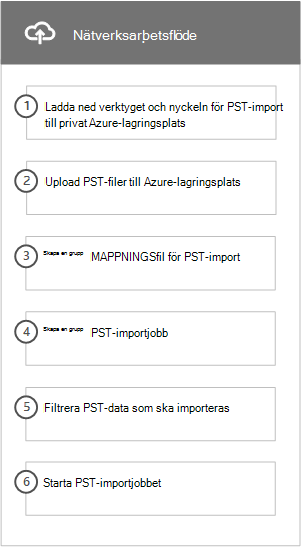 Nätverksarbetsflöde
1 Ladda ned verktyget och nyckeln för PST-import
till privat Azure-lagringsplats
2 Upload PST-filer till Azure-lagringsplats
3 Skapa en grupp MAPPNINGSfil för PST-import
4 Skapa en grupp PST-importjobb
5 Filtrera PST-data som ska importeras
6 Starta PST-importjobbet